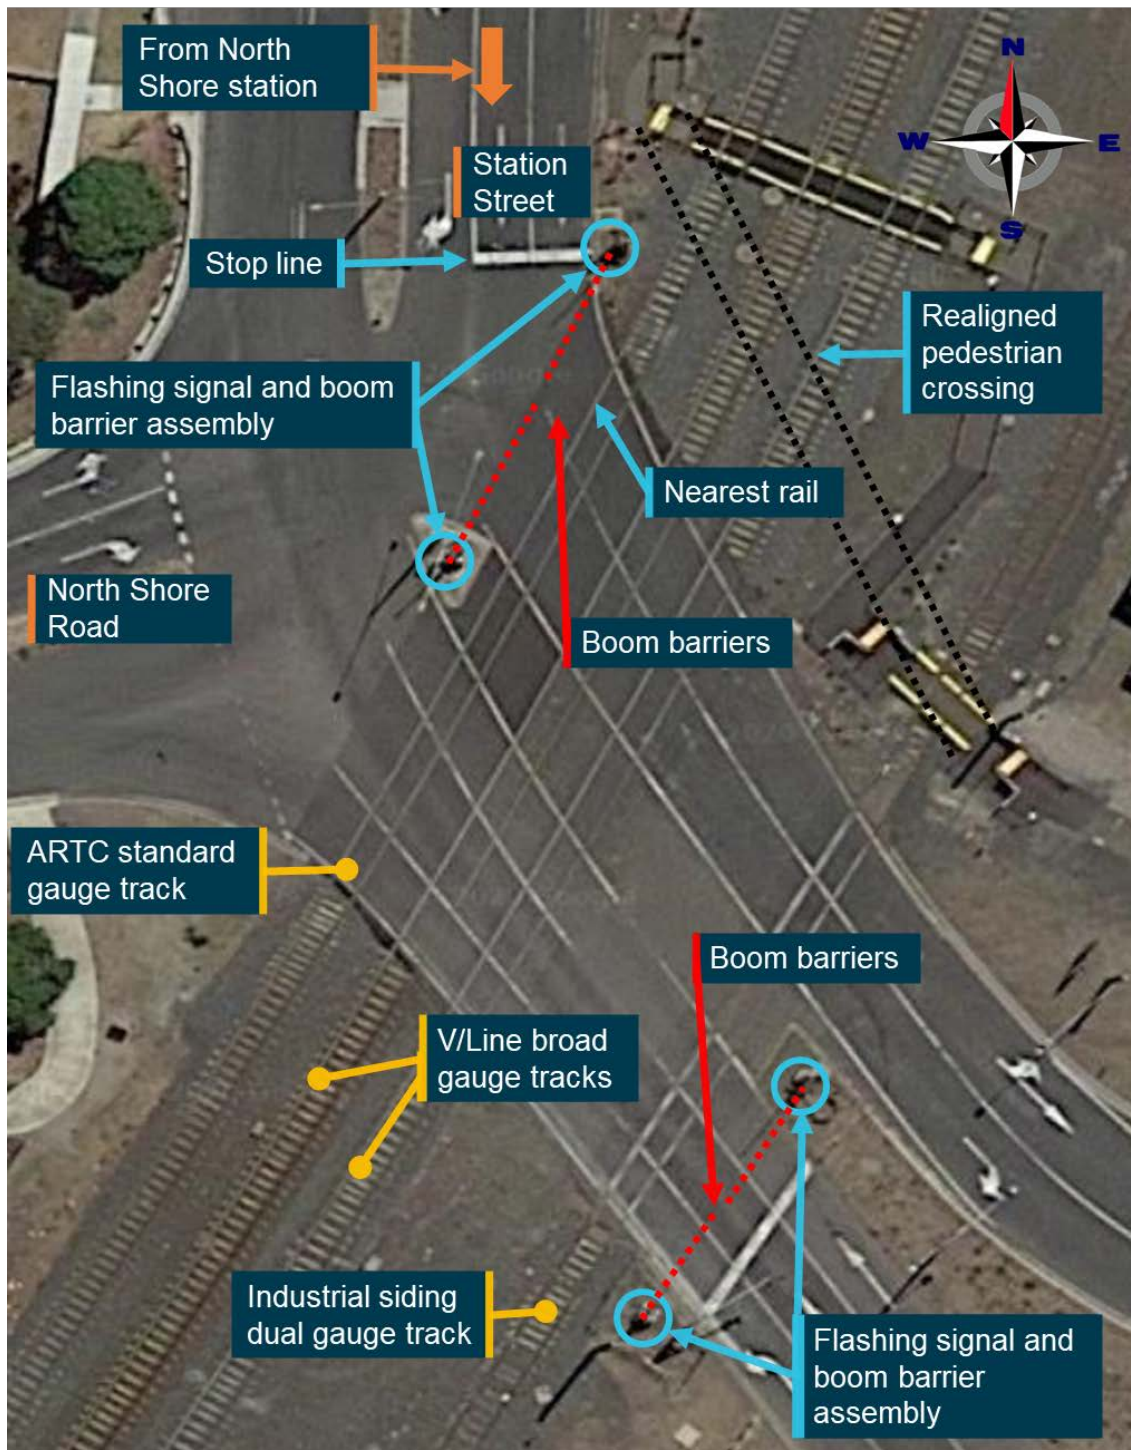 From North
Shore station
N
W
E
S
Station
Street
Stop line
Realigned
pedestrian
crossing
Flashing signal and boom
barrier assembly
Nearest rail
North Shore
Road
Boom barriers
ARTC standard
gauge track
Boom barriers
V/Line broad
gauge tracks
Industrial siding
dual gauge track
Flashing signal and
boom barrier
assembly